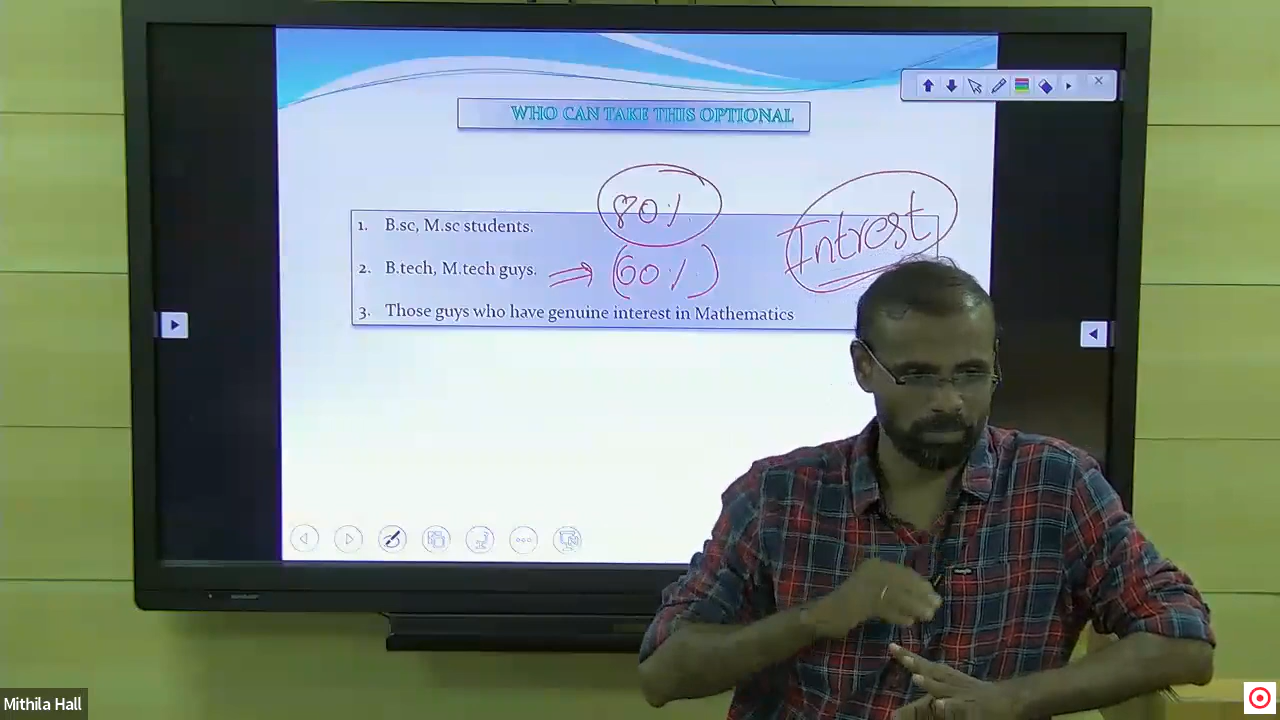 WHO CAN TAKE THIS OPTIONAL
80%
1. B.sc, M.sc students.
Intrest
2. B.tech, M.tech guys. ⇒ (60%)
3. Those guys who have genuine interest in Mathematics
Mithila Hall